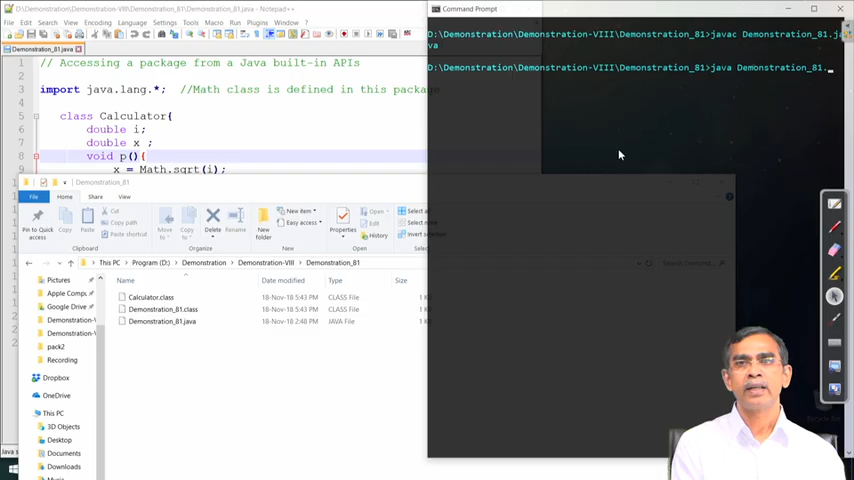 D:\Demonstration\Demonstration-VIII\Demonstration_81\Demonstration_81.java - Notepad++
File Edit Search View Encoding Language Settings Tools Macro Run Plugins Window
Demonstration_81.java
1 // Accessing a package from a Java built-in APIs
2
3 import java.lang.*; //Math class is defined in this package
4
5 class Calculator{
6 double i;
7 double x ;
8 void p(){
9 x = Math.sqrt(i);
Command Prompt
D:\Demonstration\Demonstration-VIII\Demonstration_81>javac Demonstration_81.ja
va
D:\Demonstration\Demonstration-VIII\Demonstration_81>java Demonstration_81._
Demonstration_81
File Home Share View
Pin to Quick access
Copy
Paste
Cut
Copy path
Paste shortcut
Clipboard
Move to
Copy to
Delete
Rename
Organize
New folder
New item
Easy access
New
Properties
Open
Edit
History
Open
Select all
Select none
Invert selection
This PC > Program (D:) > Demonstration > Demonstration-VIII > Demonstration_81
Name Date modified Type Size
Calculator.class 18-Nov-18 5:43 PM CLASS File
Demonstration_81.class 18-Nov-18 5:43 PM CLASS File
Demonstration_81.java 18-Nov-18 2:48 PM JAVA File
Pictures
Google Drive
pack2
Recording
Dropbox
OneDrive
This PC
3D Objects
Desktop
Documents
Downloads